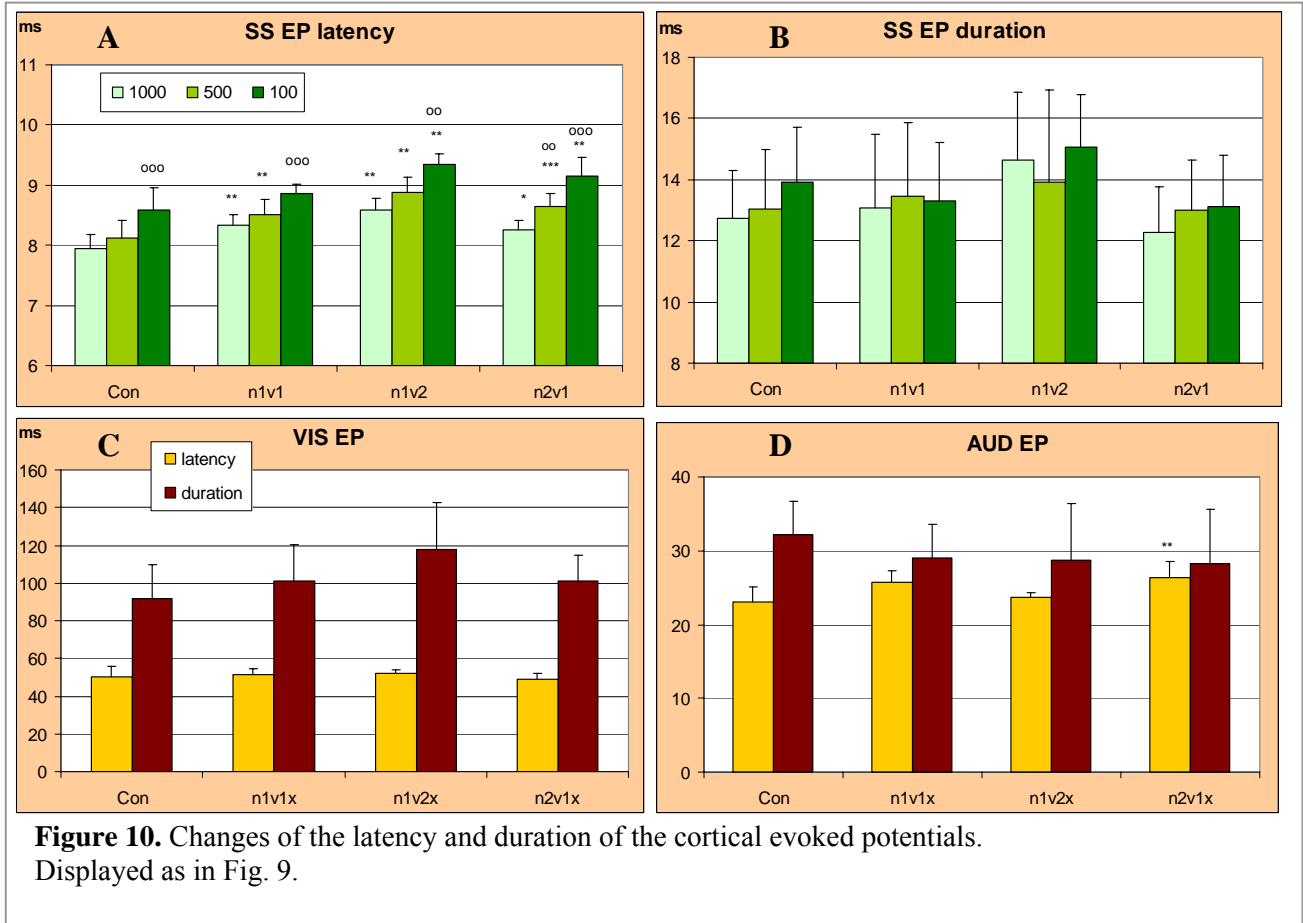 ms
A
SS EP latency
11
10
9
8
7
6
1000 500 100
ooo
** ** ooo
** ** oo **
* oo *** ooo **
Con n1v1 n1v2 n2v1
ms
B
SS EP duration
18
16
14
12
10
8
Con n1v1 n1v2 n2v1
ms
C
VIS EP
160
140
120
100
80
60
40
20
0
latency
duration
Con n1v1x n1v2x n2v1x
D
AUD EP
40
30
20
10
0
**
Con n1v1x n1v2x n2v1x
Figure 10. Changes of the latency and duration of the cortical evoked potentials.
Displayed as in Fig. 9.